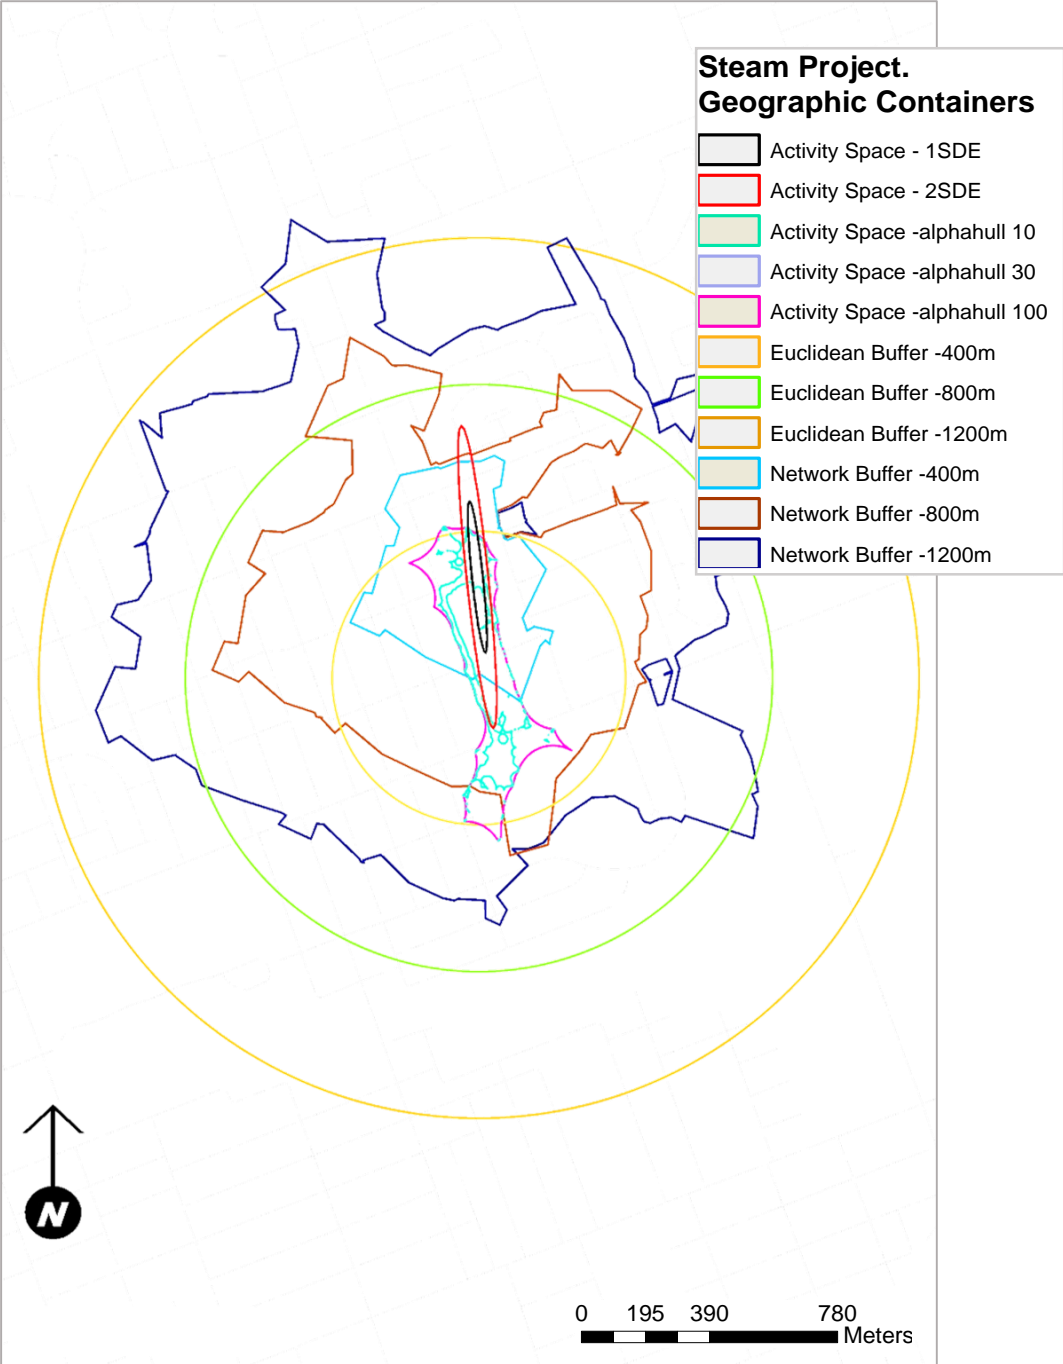 Steam Project.
Geographic Containers
Activity Space - 1SDE
Activity Space - 2SDE
Activity Space -alphahull 10
Activity Space -alphahull 30
Activity Space -alphahull 100
Euclidean Buffer -400m
Euclidean Buffer -800m
Euclidean Buffer -1200m
Network Buffer -400m
Network Buffer -800m
Network Buffer -1200m
N
0 195 390 780
Meters